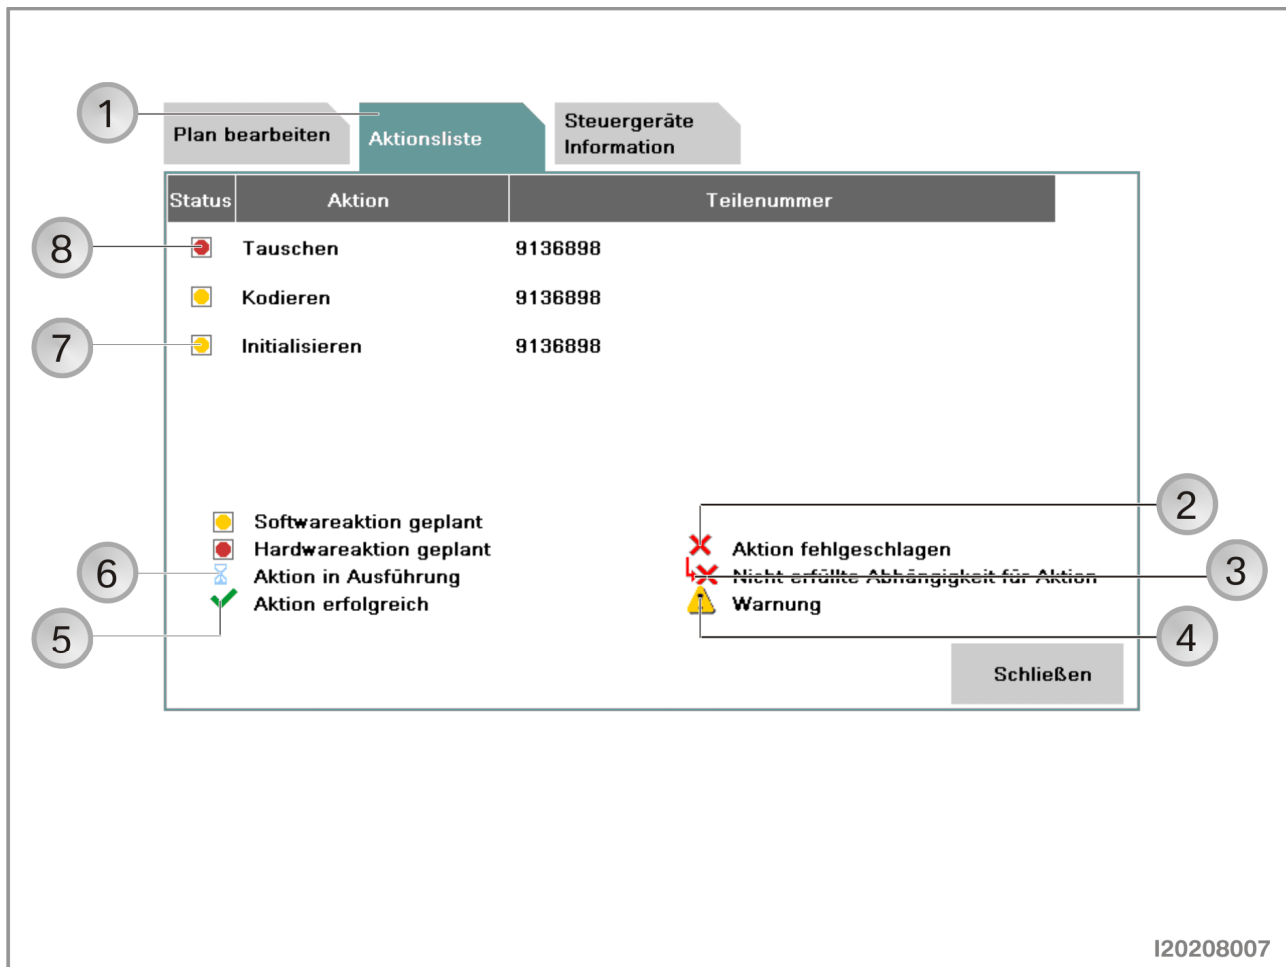 1
Plan bearbeiten
Aktionsliste
Steuergeräte
Information
Status Aktion Teilenummer
8
Tauschen 9136898
Kodieren 9136898
7
Initialisieren 9136898
2
Softwareaktion geplant
Hardwareaktion geplant
Aktion fehlgeschlagen
6
Aktion in Ausführung
Nicht erfüllte Abhängigkeit für Aktion
3
Aktion erfolgreich
Warnung
5
4
Schließen
I20208007